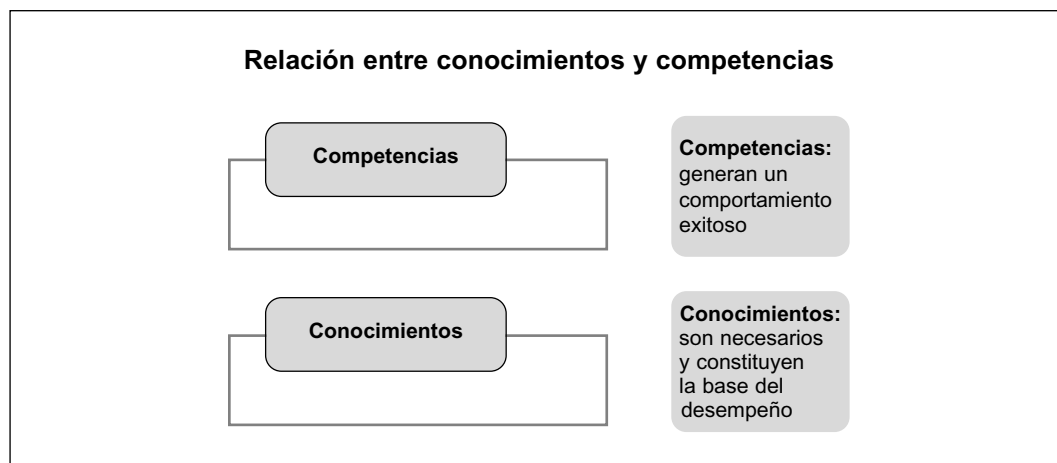 Relación entre conocimientos y competencias
Competencias
Competencias:
generan un
comportamiento
exitoso
Conocimientos
Conocimientos:
son necesarios
y constituyen
la base del
desempeño